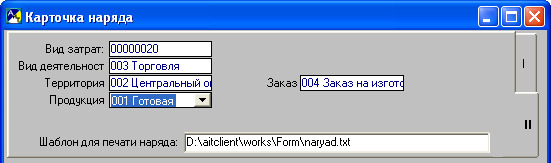 Карточка наряда
Вид затрат: 00000020
Вид деятельност 003 Торговля
Территория 002 Центральный о Заказ 004 Заказ на изгото
Продукция 001 Готовая
Шаблон для печати наряда: D:\aitclient\works\Form\naryad.txt
I
II